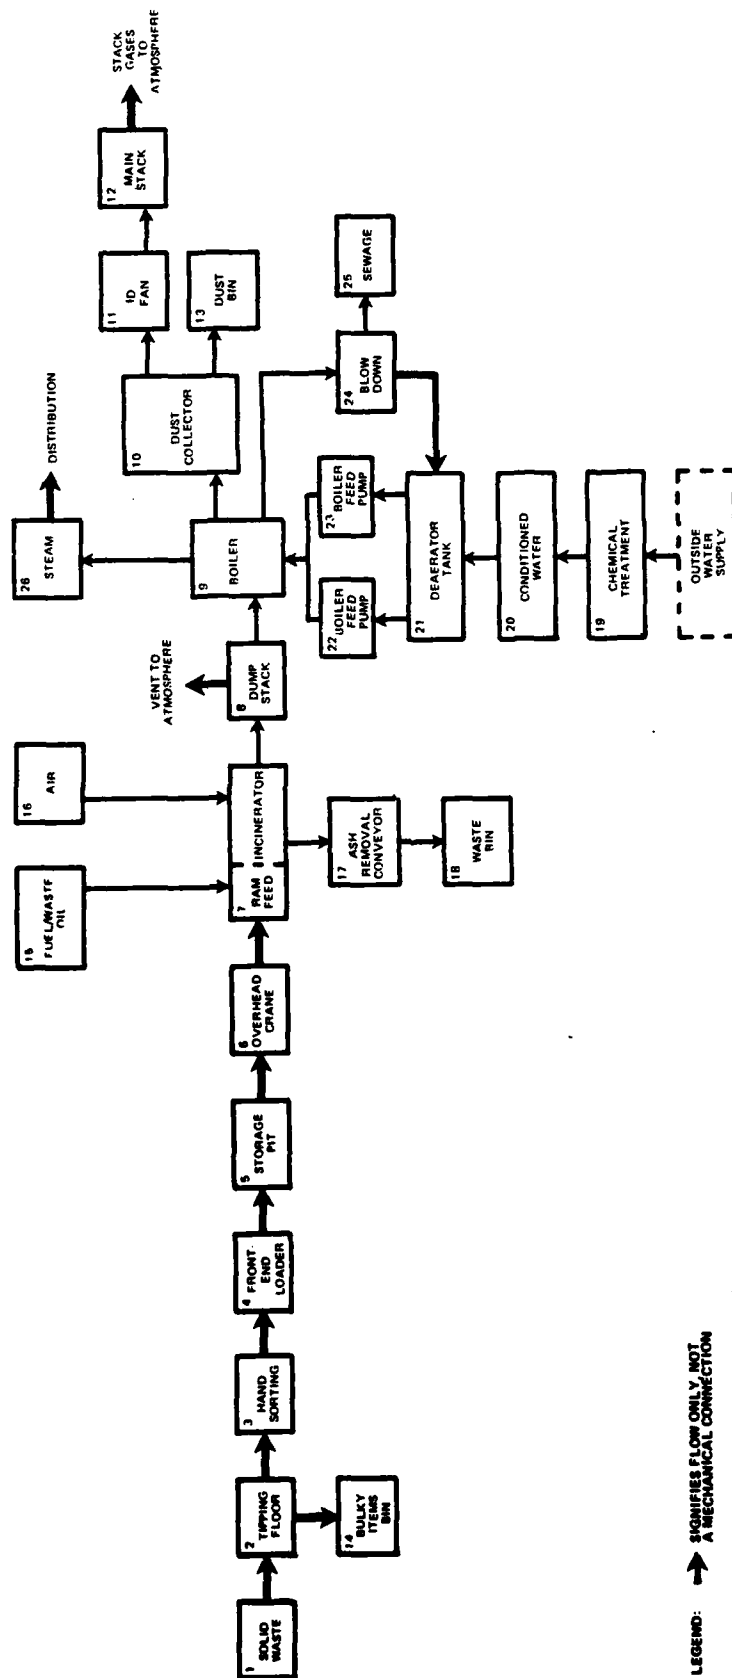 1
SOLID
WASTE
2
TIPPING
FLOOR
14
BULKY
ITEMS
BIN
3
HAND
SORTING
4
FRONT-
END
LOADER
5
STORAGE
PIT
6
OVERHEAD
CRANE
7
RAM
FEED
INCINERATOR
15
FUEL/WASTE
OIL
16
AIR
17
ASH
REMOVAL
CONVEYOR
18
WASTE
BIN
8
DUMP
STACK
VENT TO
ATMOSPHERE
9
BOILER
26
STEAM
DISTRIBUTION
10
DUST
COLLECTOR
11
ID
FAN
12
MAIN
STACK
STACK
GASES
TO
ATMOSPHERE
13
DUST
BIN
22
BOILER
FEED
PUMP
23
BOILER
FEED
PUMP
24
BLOW
DOWN
25
SEWAGE
21
DEAERATOR
TANK
20
CONDITIONED
WATER
19
CHEMICAL
TREATMENT
OUTSIDE
WATER
SUPPLY
LEGEND:
SIGNIFIES FLOW ONLY, NOT
A MECHANICAL CONNECTION